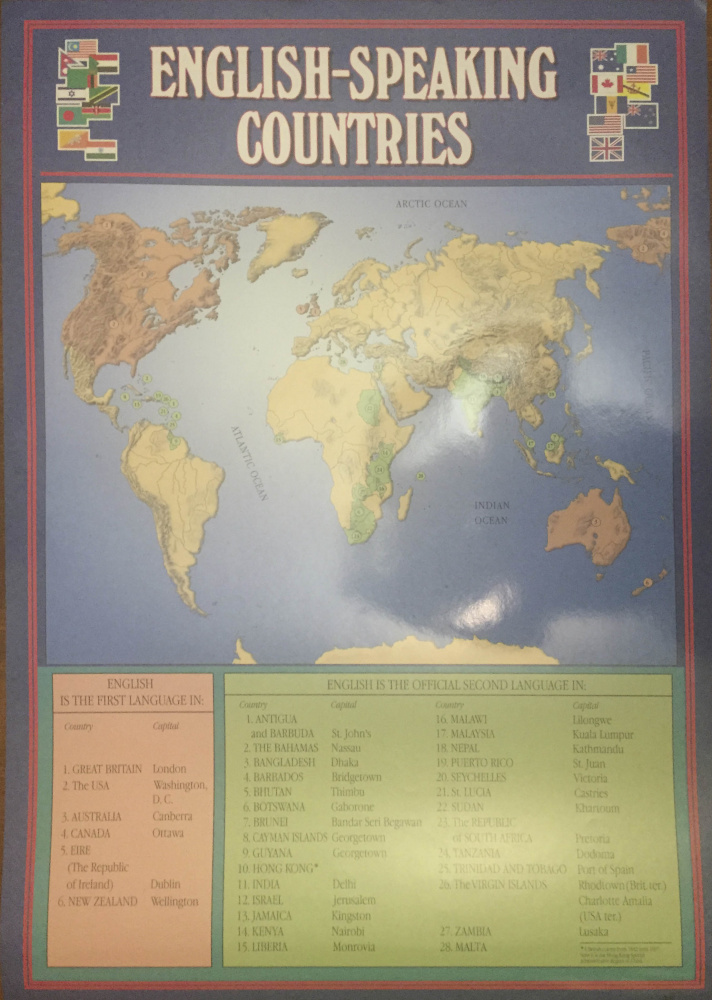 ENGLISH-SPEAKING
COUNTRIES
ARCTIC OCEAN
ATLANTIC OCEAN
INDIAN
OCEAN
ENGLISH
IS THE FIRST LANGUAGE IN:
Country Capital
1. GREAT BRITAIN London
2. The USA Washington,
D. C.
3. AUSTRALIA Canberra
4. CANADA Ottawa
5. EIRE
(The Republic
of Ireland) Dublin
6. NEW ZEALAND Wellington
ENGLISH IS THE OFFICIAL SECOND LANGUAGE IN:
Country Capital
1. ANTIGUA
and BARBUDA St. John's
2. THE BAHAMAS Nassau
3. BANGLADESH Dhaka
4. BARBADOS Bridgetown
5. BHUTAN Thimbu
6. BOTSWANA Gaborone
7. BRUNEI Bandar Seri Begawan
8. CAYMAN ISLANDS Georgetown
9. GUYANA Georgetown
10. HONG KONG*
11. INDIA Delhi
12. ISRAEL Jerusalem
13. JAMAICA Kingston
14. KENYA Nairobi
15. LIBERIA Monrovia
Country Capital
16. MALAWI Lilongwe
17. MALAYSIA Kuala Lumpur
18. NEPAL Kathmandu
19. PUERTO RICO St. Juan
20. SEYCHELLES Victoria
21. St. LUCIA Castries
22. SUDAN Khartoum
23. The REPUBLIC
of SOUTH AFRICA Pretoria
24. TANZANIA Dodoma
25. TRINIDAD AND TOBAGO Port of Spain
26. The VIRGIN ISLANDS Rhodtown (Brit. ter.)
Charlotte Amalia
(USA ter.)
27. ZAMBIA Lusaka
28. MALTA